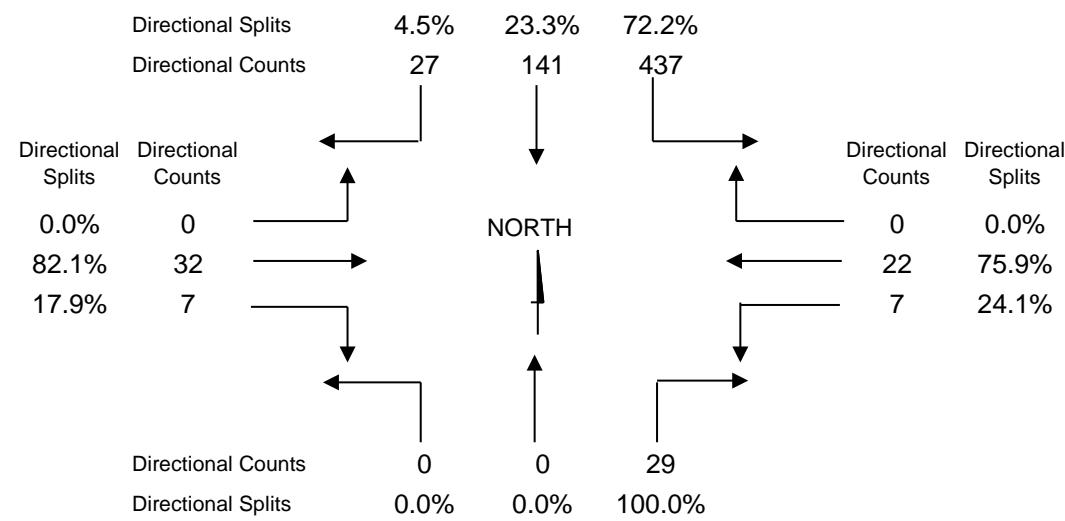 Directional Splits 4.5% 23.3% 72.2%
Directional Counts 27 141 437
Directional Directional Directional Directional
Splits Counts Counts Splits
0.0% 0 NORTH 0 0.0%
82.1% 32 22 75.9%
17.9% 7 7 24.1%
Directional Counts 0 0 29
Directional Splits 0.0% 0.0% 100.0%